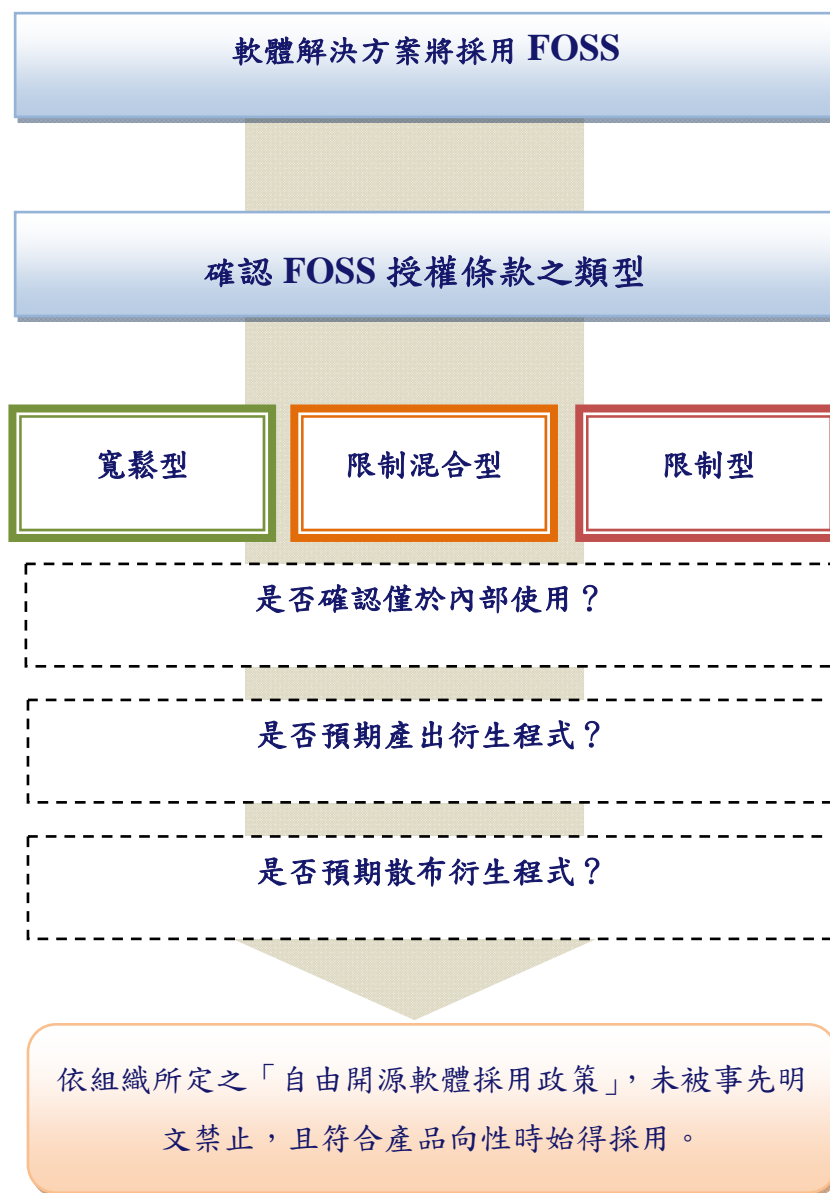 軟體解決方案將採用 FOSS
確認 FOSS 授權條款之類型
寬鬆型
限制混合型
限制型
是否確認僅於內部使用？
是否預期產出衍生程式？
是否預期散布衍生程式？
依組織所定之「自由開源軟體採用政策」，未被事先明
文禁止，且符合產品向性時始得採用。